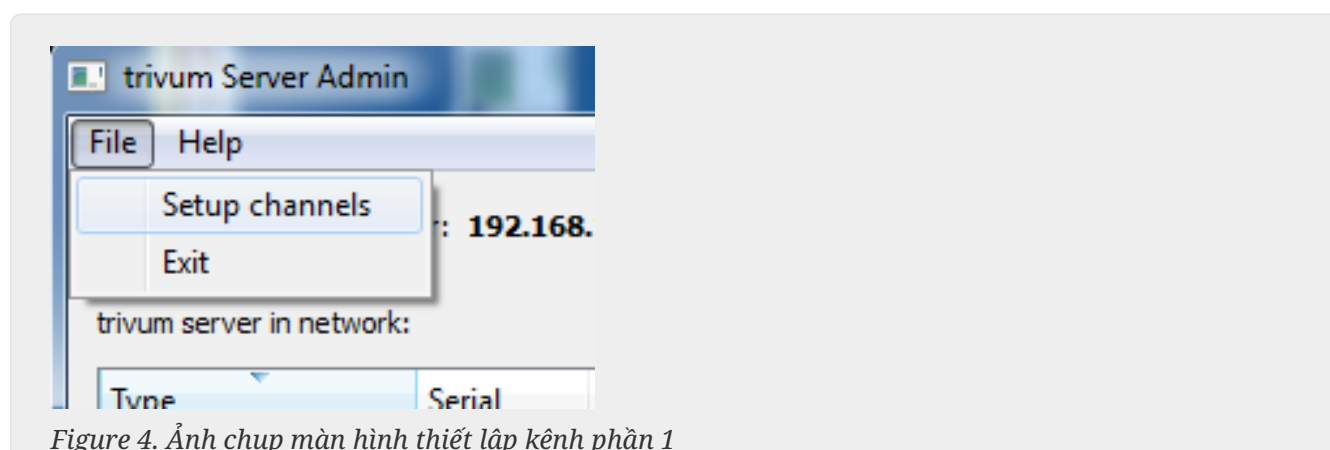 trivum Server Admin
File Help
Setup channels
r: 192.168.
Exit
trivum server in network:
Type Serial
Figure 4. Ảnh chụp màn hình thiết lập kênh phần 1